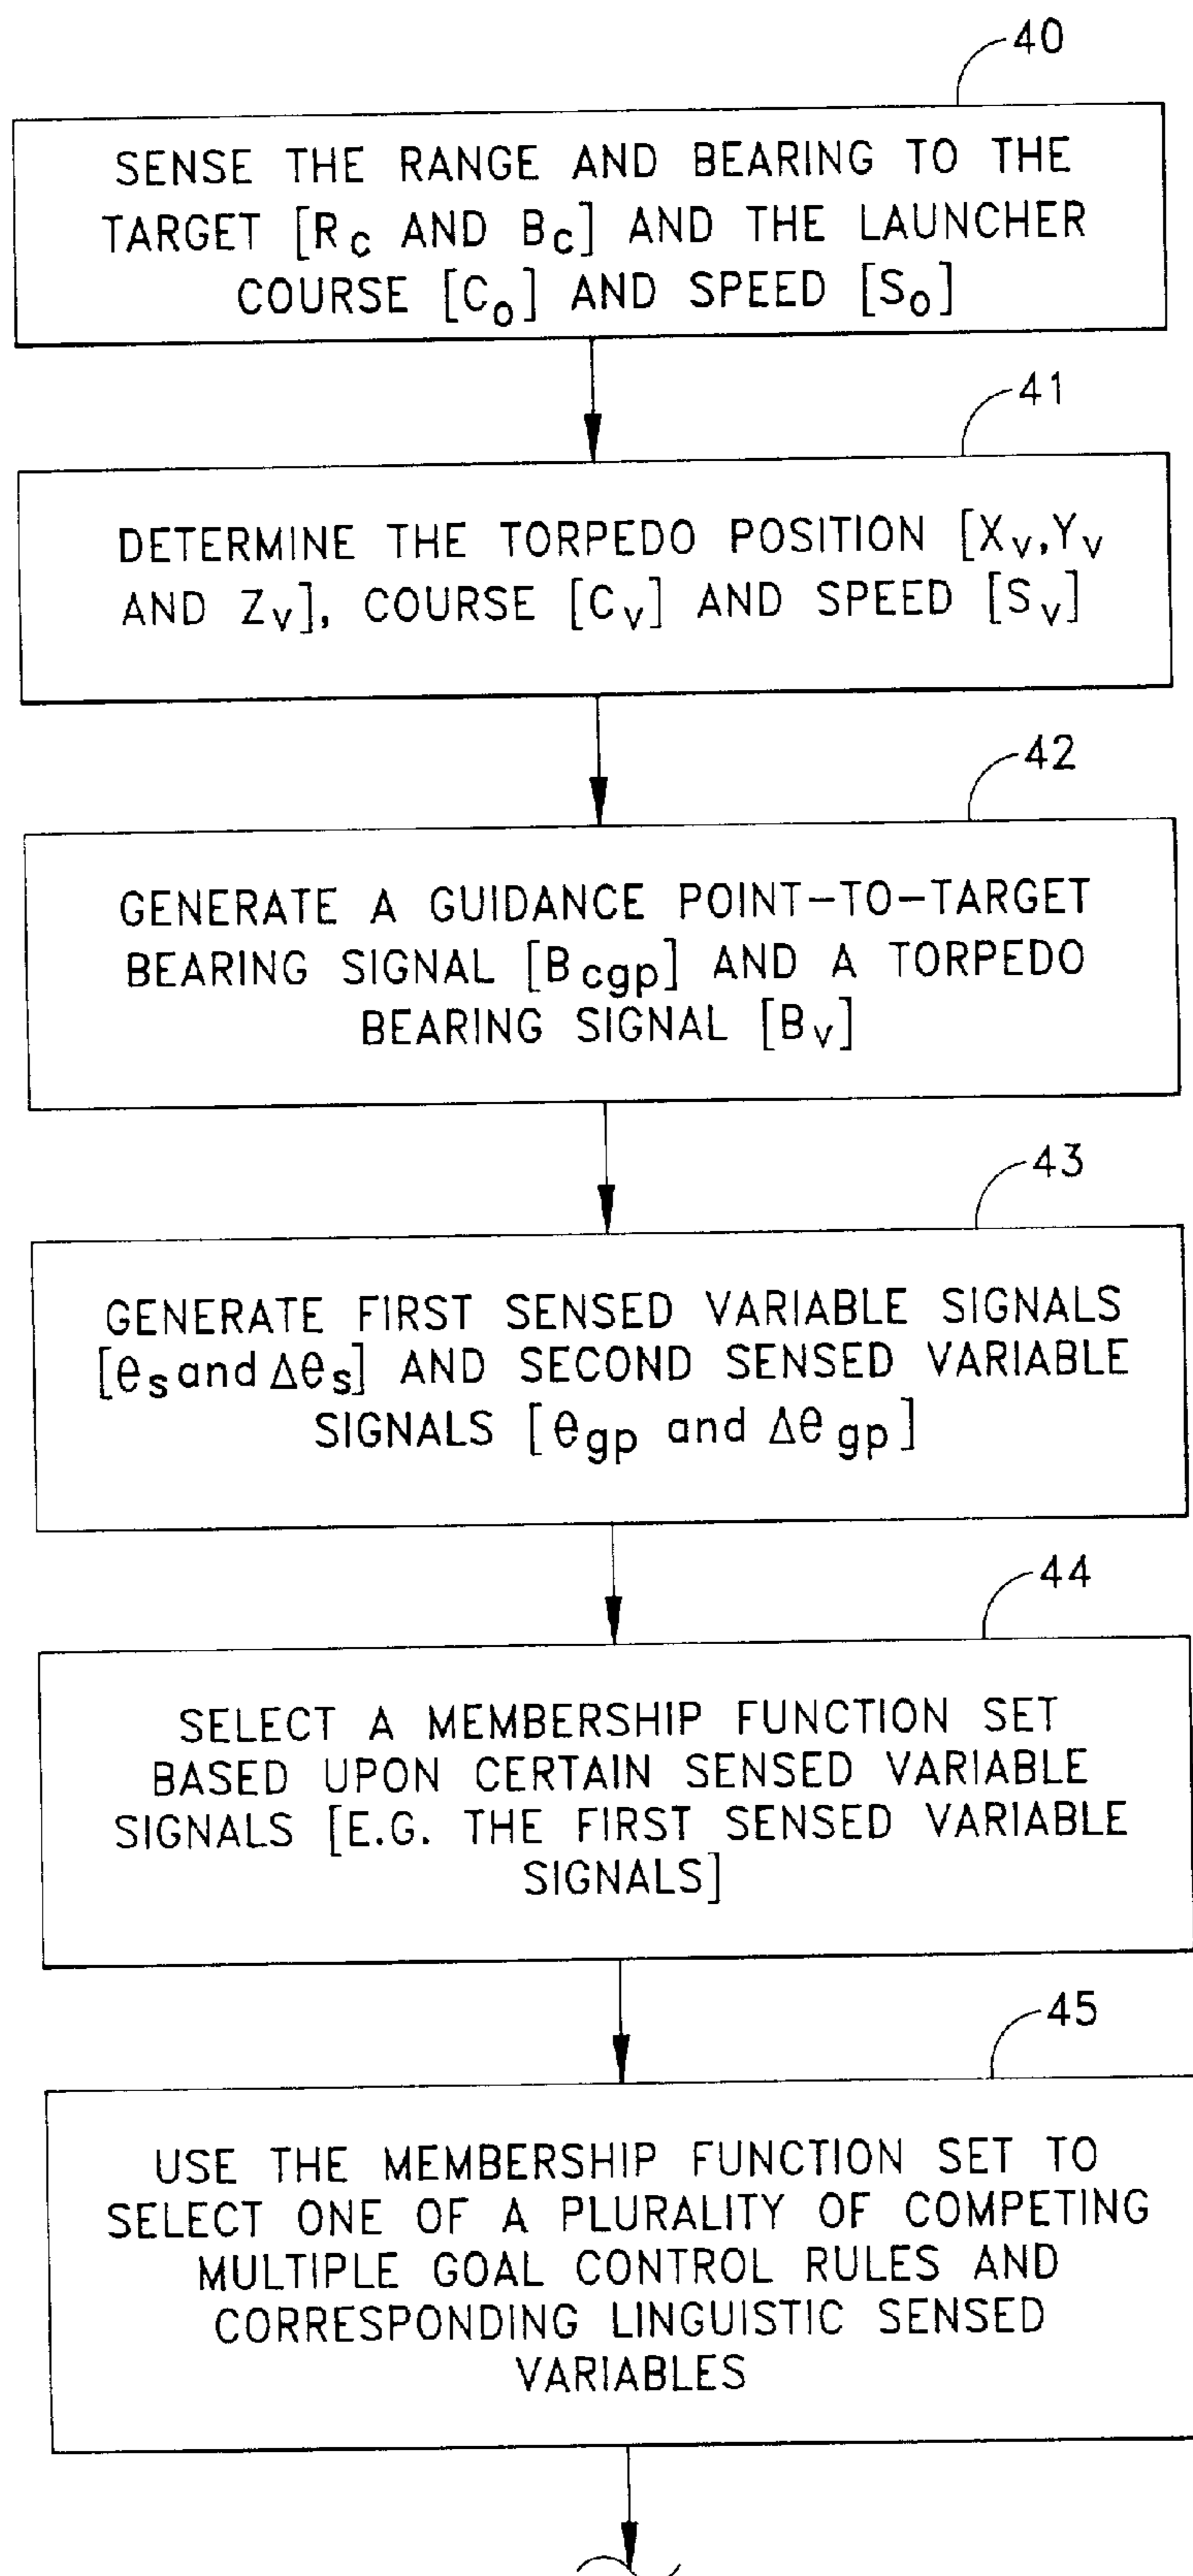 40
SENSE THE RANGE AND BEARING TO THE
TARGET [Rc AND Bc] AND THE LAUNCHER
COURSE [Co] AND SPEED [So]
41
DETERMINE THE TORPEDO POSITION [Xv,Yv
AND Zv], COURSE [Cv] AND SPEED [Sv]
42
GENERATE A GUIDANCE POINT-TO-TARGET
BEARING SIGNAL [Bcgp] AND A TORPEDO
BEARING SIGNAL [Bv]
43
GENERATE FIRST SENSED VARIABLE SIGNALS
[es and Δes] AND SECOND SENSED VARIABLE
SIGNALS [egp and Δegp]
44
SELECT A MEMBERSHIP FUNCTION SET
BASED UPON CERTAIN SENSED VARIABLE
SIGNALS [E.G. THE FIRST SENSED VARIABLE
SIGNALS]
45
USE THE MEMBERSHIP FUNCTION SET TO
SELECT ONE OF A PLURALITY OF COMPETING
MULTIPLE GOAL CONTROL RULES AND
CORRESPONDING LINGUISTIC SENSED
VARIABLES